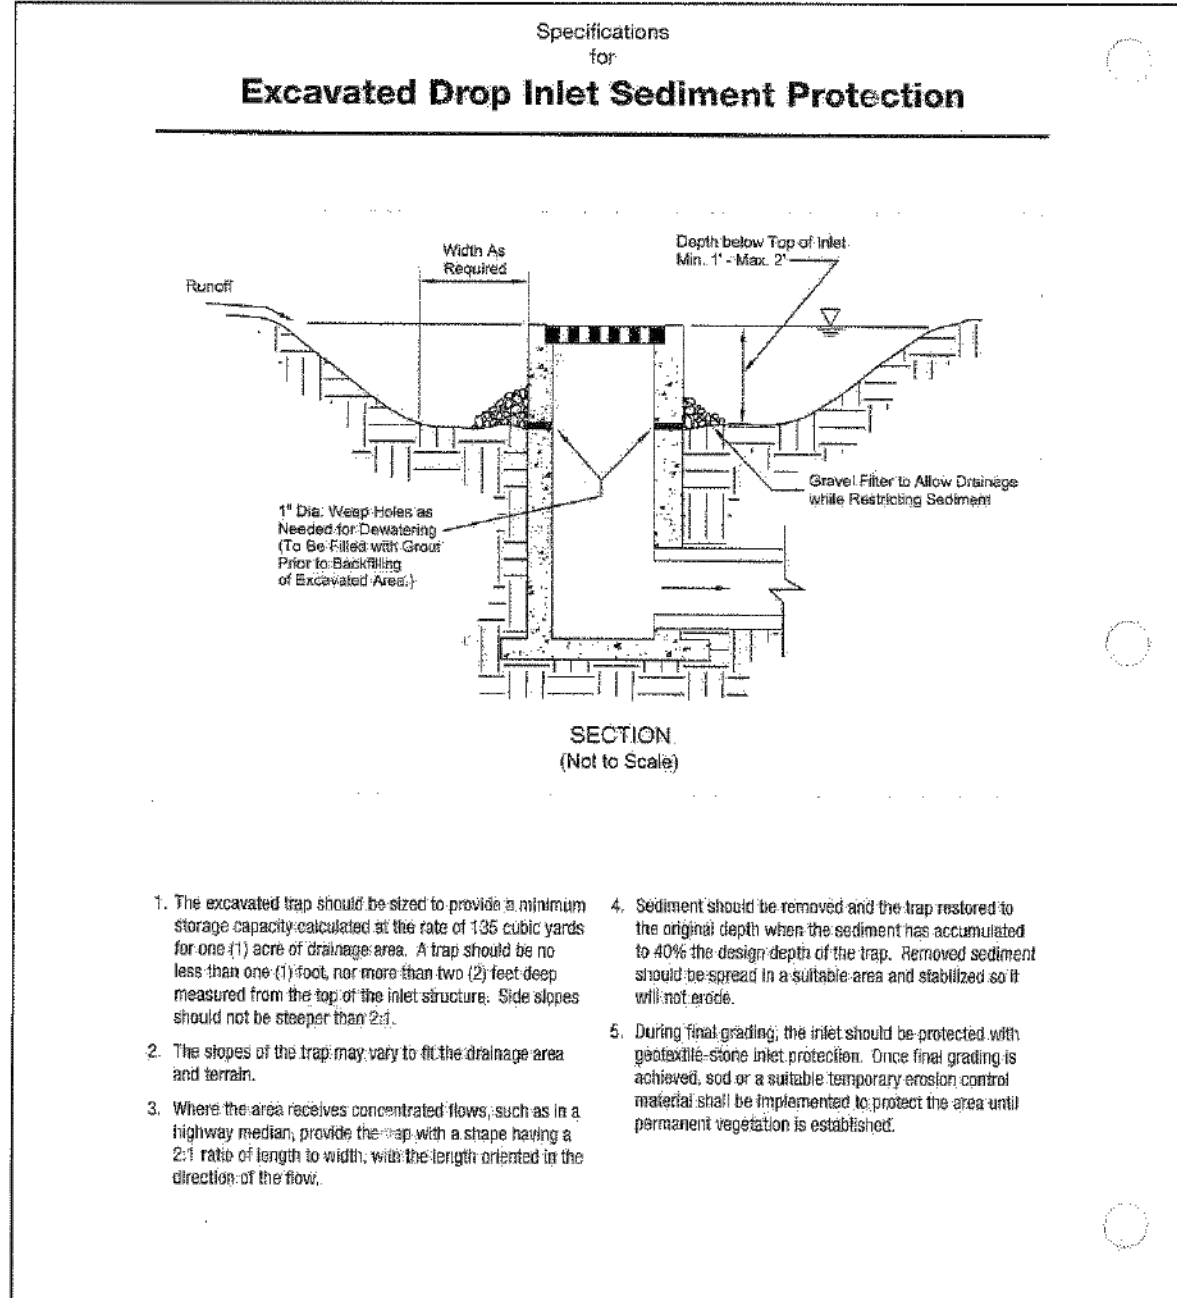 Specifications
for
Excavated Drop Inlet Sediment Protection
Width As
Required
Depth below Top of Inlet
Min. 1' - Max. 2'
Runoff
Gravel Filter to Allow Drainage
while Restricting Sediment
1" Dia. Weep Holes as
Needed for Dewatering
(To Be Filled with Grout
Prior to Backfilling
of Excavated Area.)
SECTION
(Not to Scale)
1. The excavated trap should be sized to provide a minimum
storage capacity calculated at the rate of 135 cubic yards
for one (1) acre of drainage area. A trap should be no
less than one (1) foot, nor more than two (2) feet deep
measured from the top of the inlet structure. Side slopes
should not be steeper than 2:1.
2. The slopes of the trap may vary to fit the drainage area
and terrain.
3. Where the area receives concentrated flows, such as in a
highway median, provide the trap with a shape having a
2:1 ratio of length to width, with the length oriented in the
direction of the flow.
4. Sediment should be removed and the trap restored to
the original depth when the sediment has accumulated
to 40% the design depth of the trap. Removed sediment
should be spread in a suitable area and stabilized so it
will not erode.
5. During final grading, the inlet should be protected with
geotextile-stone inlet protection. Once final grading is
achieved, sod or a suitable temporary erosion control
material shall be implemented to protect the area until
permanent vegetation is established.